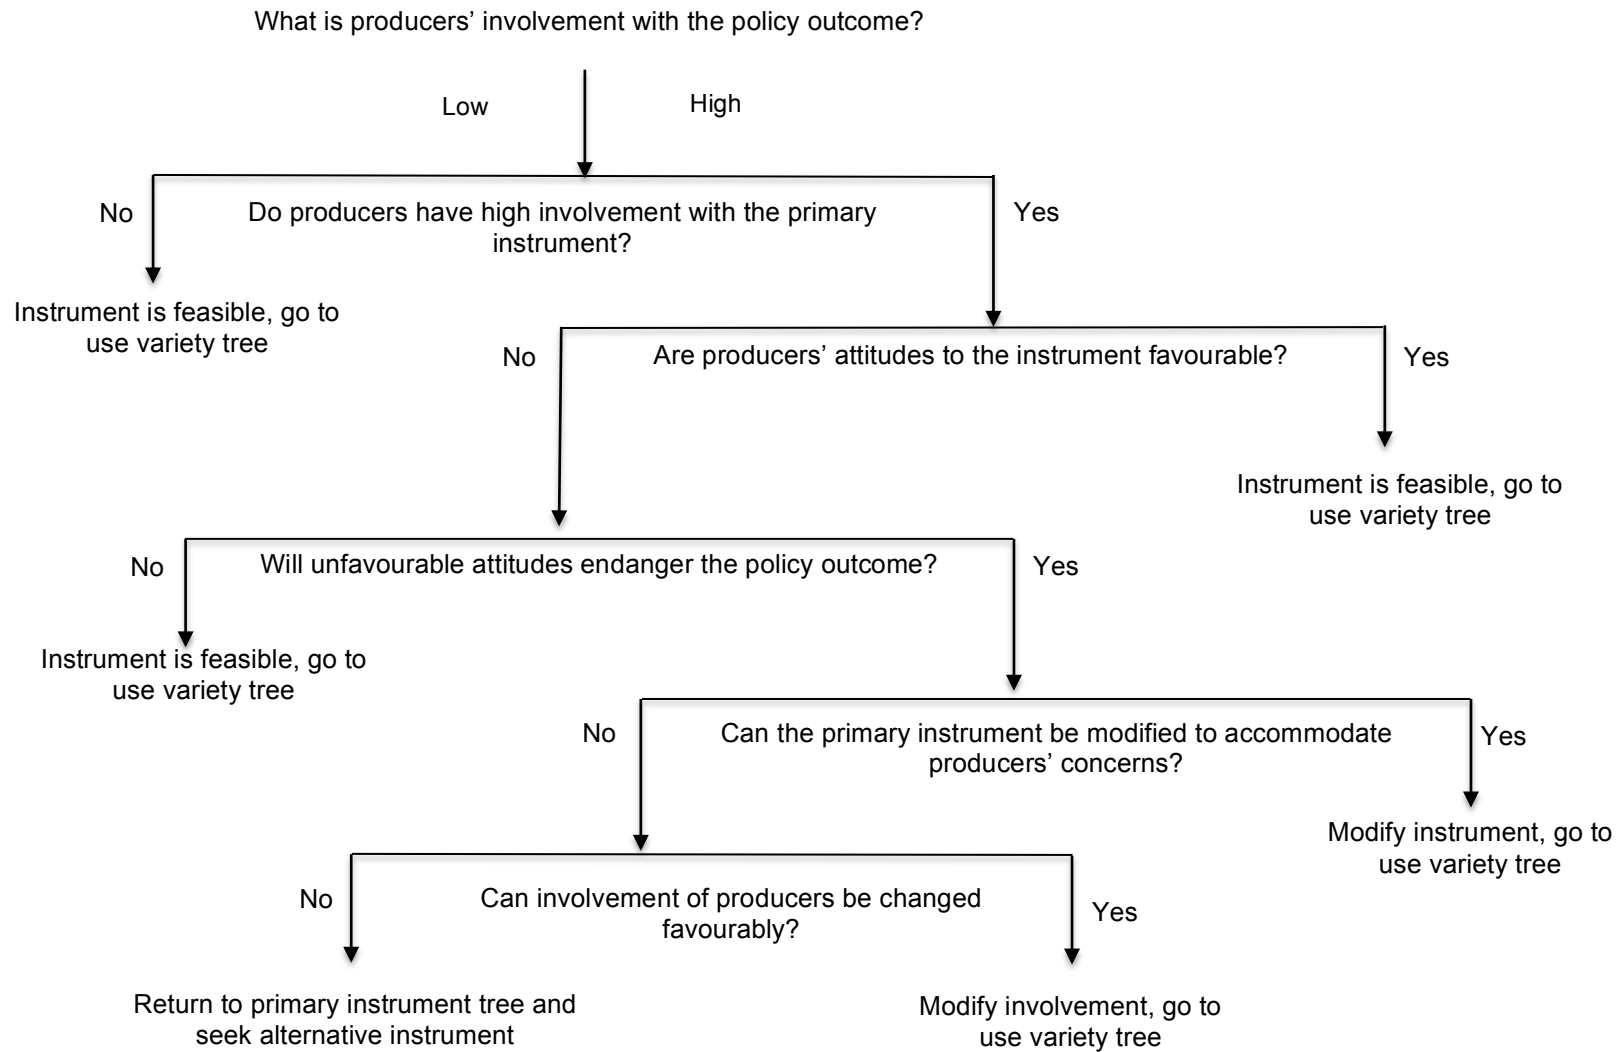 What is producers’ involvement with the policy outcome?
Low
High
No
Do producers have high involvement with the primary
instrument?
Yes
Instrument is feasible, go to
use variety tree
No
Are producers’ attitudes to the instrument favourable?
Yes
Instrument is feasible, go to
use variety tree
No
Will unfavourable attitudes endanger the policy outcome?
Yes
Instrument is feasible, go to
use variety tree
No
Can the primary instrument be modified to accommodate
producers’ concerns?
Yes
Modify instrument, go to
use variety tree
No
Can involvement of producers be changed
favourably?
Yes
Return to primary instrument tree and
seek alternative instrument
Modify involvement, go to
use variety tree